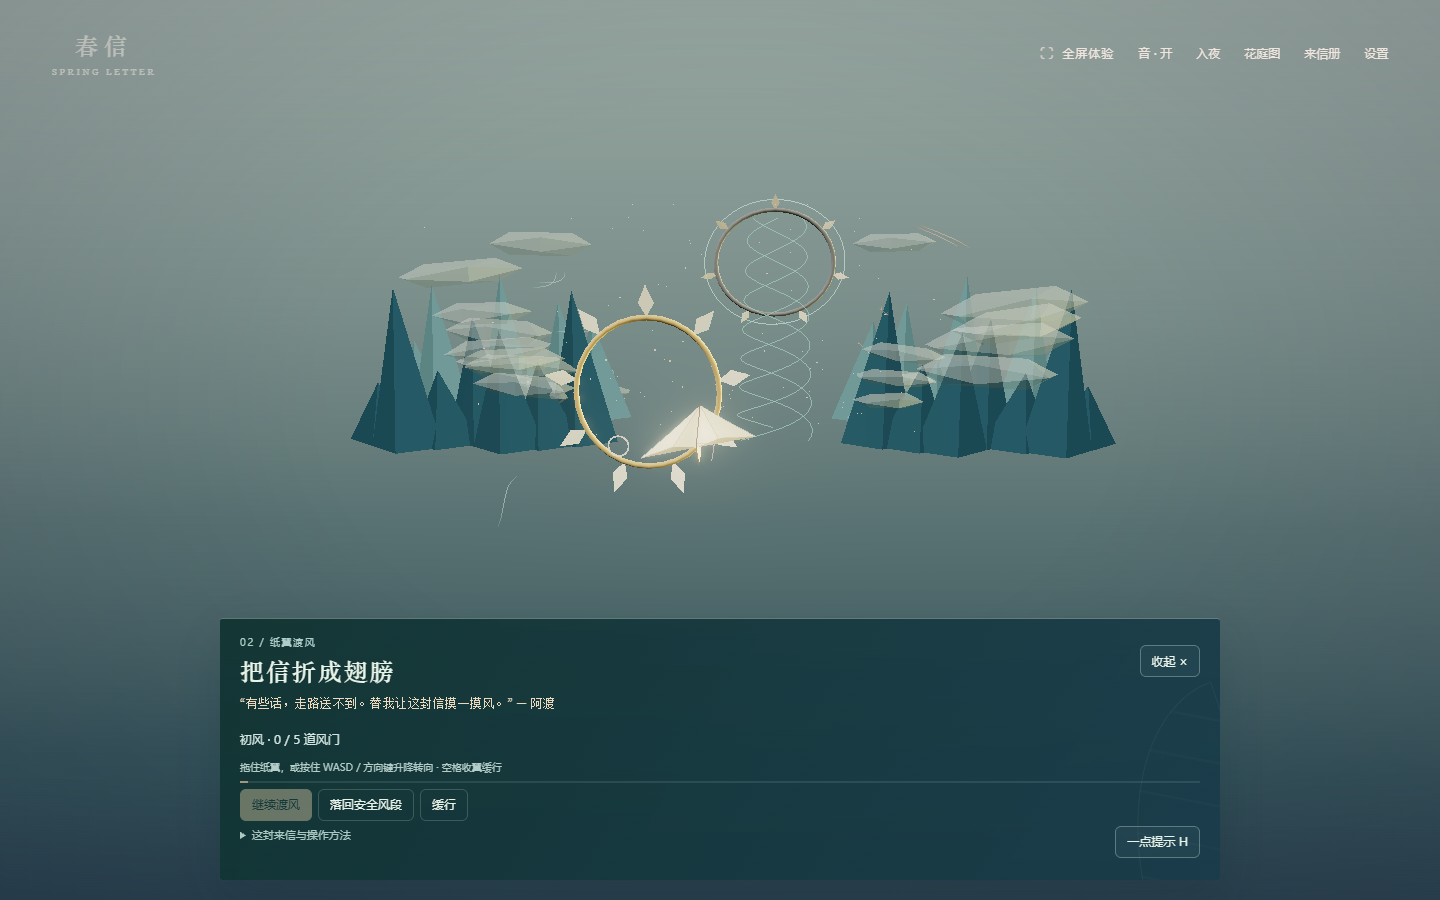 春信
SPRING LETTER
全屏体验 音·开 入夜 花庭图 来信册 设置
02 / 纸翼渡风
把信折成翅膀
收起 ×
“有些话，走路送不到。替我让这封信摸一摸风。” — 阿渡
初风 · 0 / 5 道风门
拖住纸翼，或按住 WASD / 方向键升降转向 · 空格收翼缓行
继续渡风 落回安全风段 缓行
▶ 这封来信与操作方法
一点提示 H